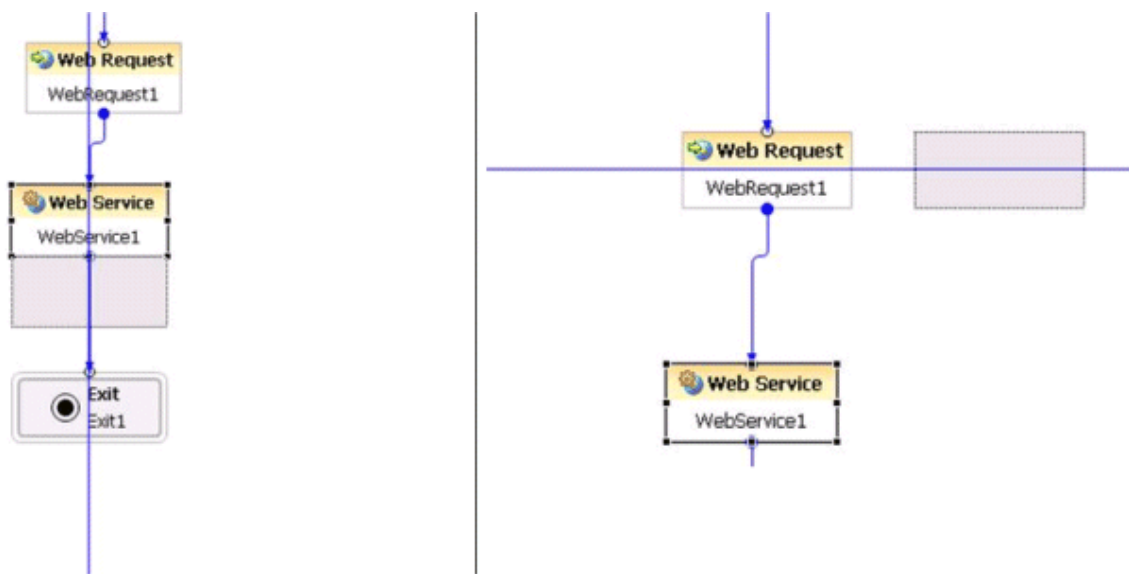 Web Request
WebRequest1
Web Service
WebService1
Exit
Exit1
Web Request
WebRequest1
Web Service
WebService1